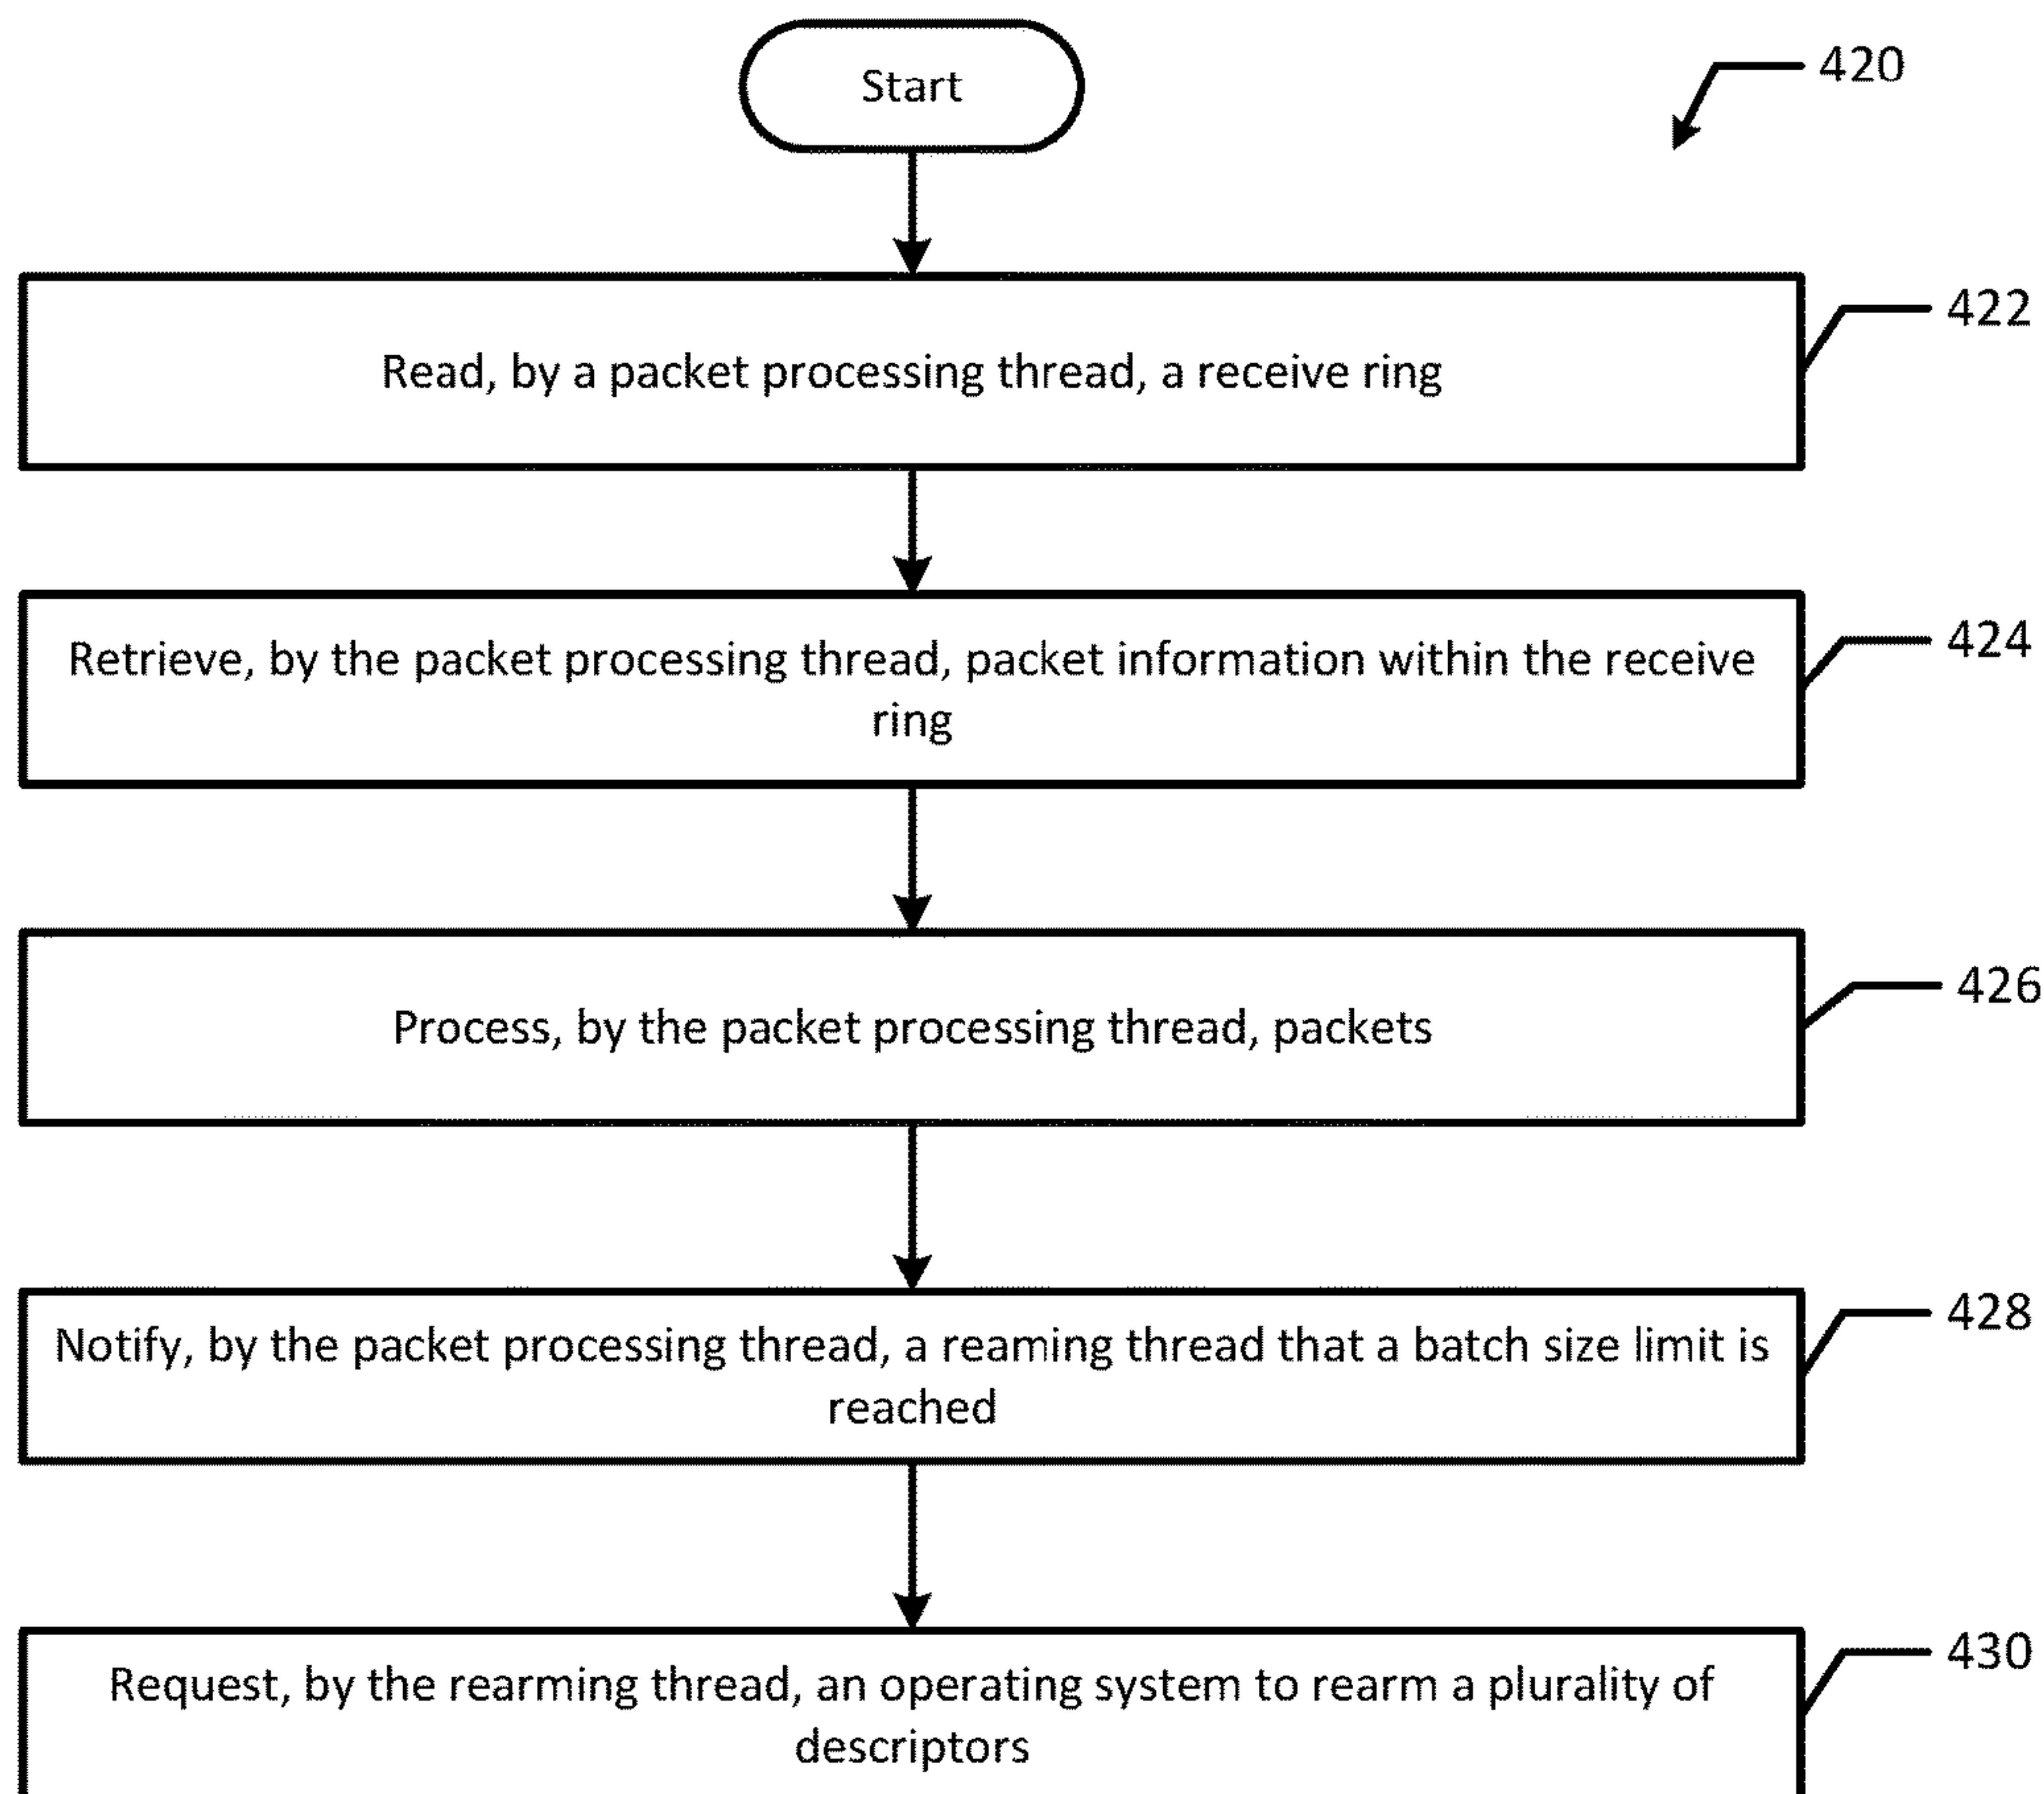 Start
420
Read, by a packet processing thread, a receive ring
422
Retrieve, by the packet processing thread, packet information within the receive
ring
424
Process, by the packet processing thread, packets
426
Notify, by the packet processing thread, a reaming thread that a batch size limit is
reached
428
Request, by the rearming thread, an operating system to rearm a plurality of
descriptors
430